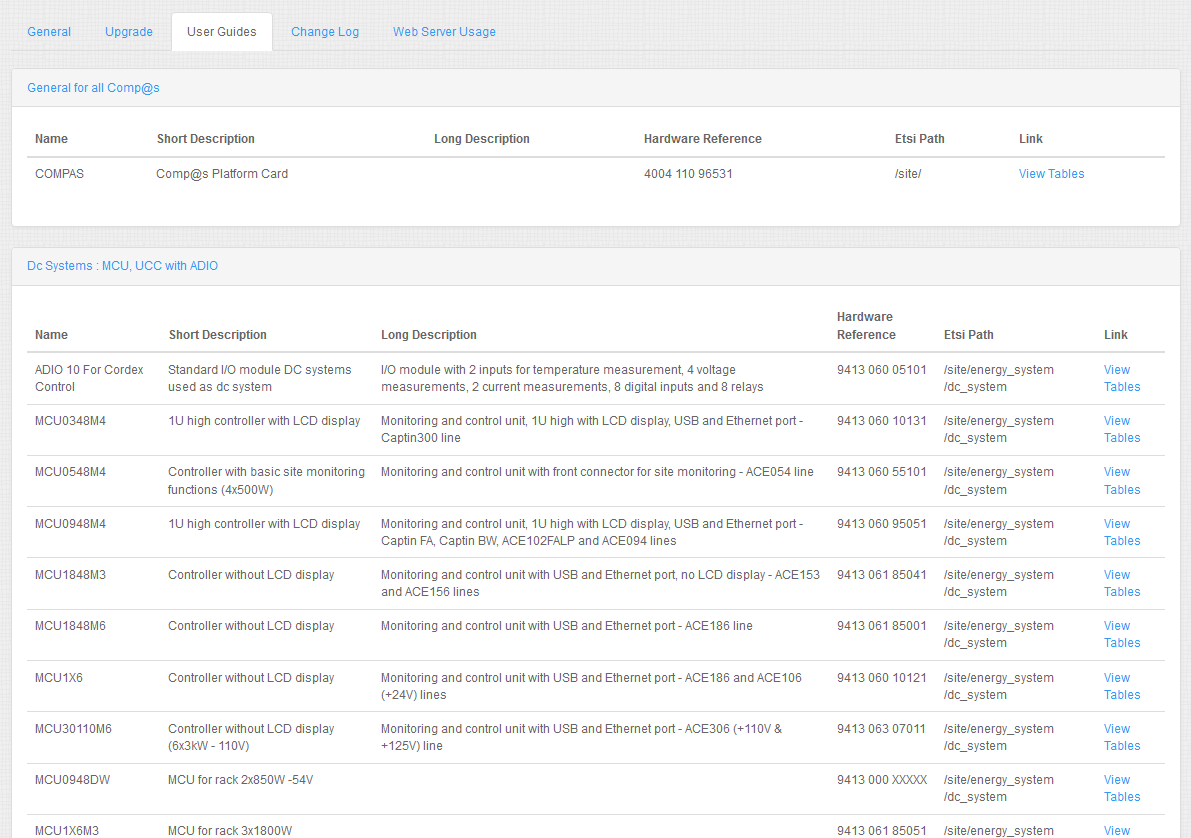 General Upgrade User Guides Change Log Web Server Usage
General for all Comp@s
Name Short Description Long Description Hardware Reference Etsi Path Link
COMPAS Comp@s Platform Card 4004 110 96531 /site/ View Tables
Dc Systems : MCU, UCC with ADIO
Hardware
Name Short Description Long Description Reference Etsi Path Link
ADIO 10 For Cordex Standard I/O module DC systems I/O module with 2 inputs for temperature measurement, 4 voltage 9413 060 05101 /site/energy_system View
Control used as dc system measurements, 2 current measurements, 8 digital inputs and 8 relays /dc_system Tables
MCU0348M4 1U high controller with LCD display Monitoring and control unit, 1U high with LCD display, USB and Ethernet port - 9413 060 10131 /site/energy_system View
Captin300 line /dc_system Tables
MCU0548M4 Controller with basic site monitoring Monitoring and control unit with front connector for site monitoring - ACE054 line 9413 060 55101 /site/energy_system View
functions (4x500W) /dc_system Tables
MCU0948M4 1U high controller with LCD display Monitoring and control unit, 1U high with LCD display, USB and Ethernet port - 9413 060 95051 /site/energy_system View
Captin FA, Captin BW, ACE102FALP and ACE094 lines /dc_system Tables
MCU1848M3 Controller without LCD display Monitoring and control unit with USB and Ethernet port, no LCD display - ACE153 9413 061 85041 /site/energy_system View
and ACE156 lines /dc_system Tables
MCU1848M6 Controller without LCD display Monitoring and control unit with USB and Ethernet port - ACE186 line 9413 061 85001 /site/energy_system View
/dc_system Tables
MCU1X6 Controller without LCD display Monitoring and control unit with USB and Ethernet port - ACE186 and ACE106 9413 060 10121 /site/energy_system View
(+24V) lines /dc_system Tables
MCU30110M6 Controller without LCD display Monitoring and control unit with USB and Ethernet port - ACE306 (+110V & 9413 063 07011 /site/energy_system View
(6x3kW - 110V) +125V) line /dc_system Tables
MCU0948DW MCU for rack 2x850W -54V 9413 000 XXXXX /site/energy_system View
/dc_system Tables
MCU1X6M3 MCU for rack 3x1800W 9413 061 85051 /site/energy_system View